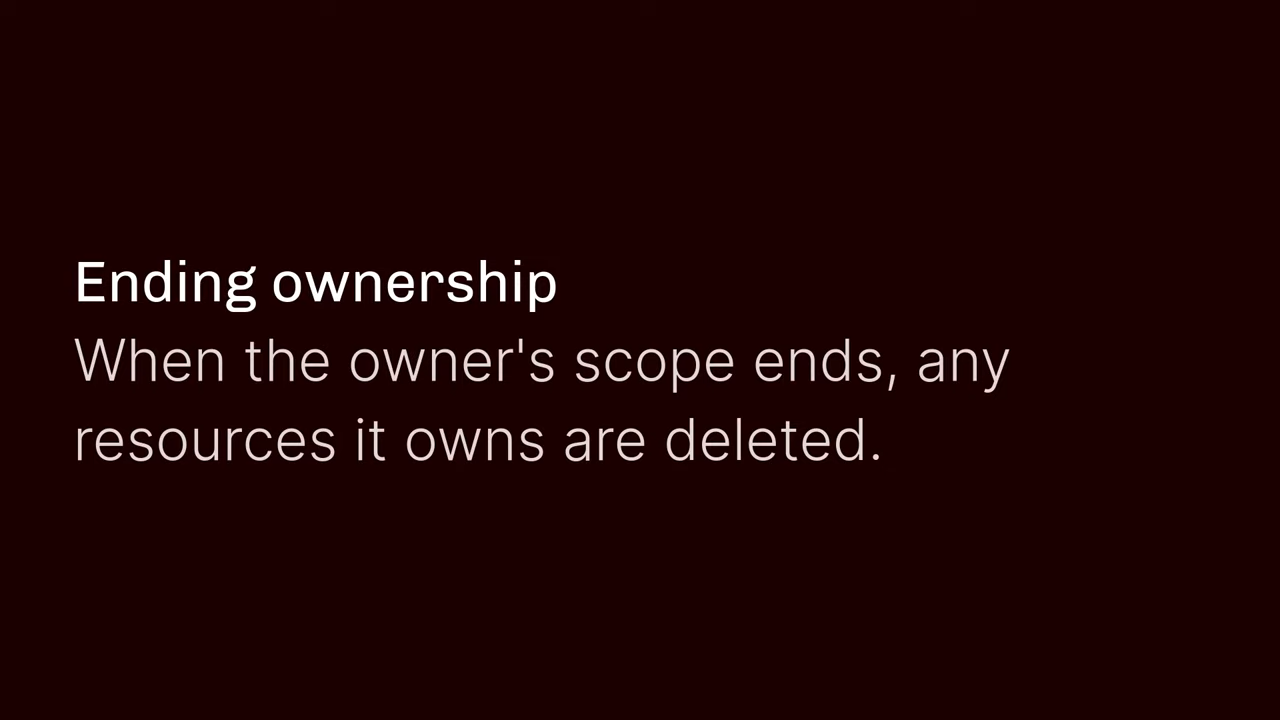 Ending ownership
When the owner's scope ends, any
resources it owns are deleted.